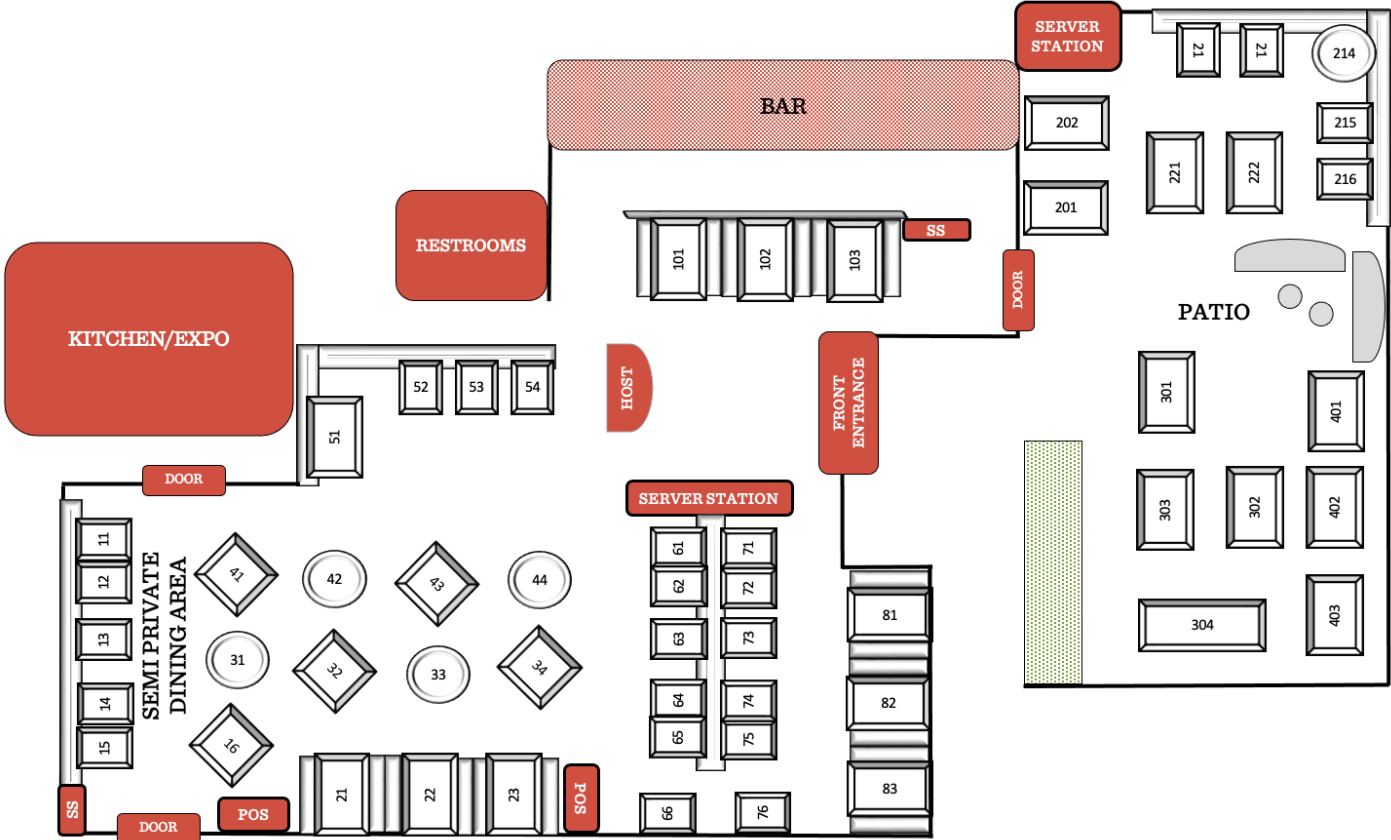 SERVER
STATION
21
21
214
BAR
202
215
221
222
216
201
RESTROOMS
SS
101
102
103
DOOR
PATIO
KITCHEN/EXPO
HOST
FRONT
ENTRANCE
52
53
54
51
301
401
DOOR
SERVER STATION
303
302
402
11
12
13
14
15
SEMI PRIVATE
DINING AREA
41
42
43
44
31
32
33
34
16
61
71
62
72
63
73
64
74
65
75
66
76
81
82
83
304
403
21
22
23
SS
DOOR
POS
POS